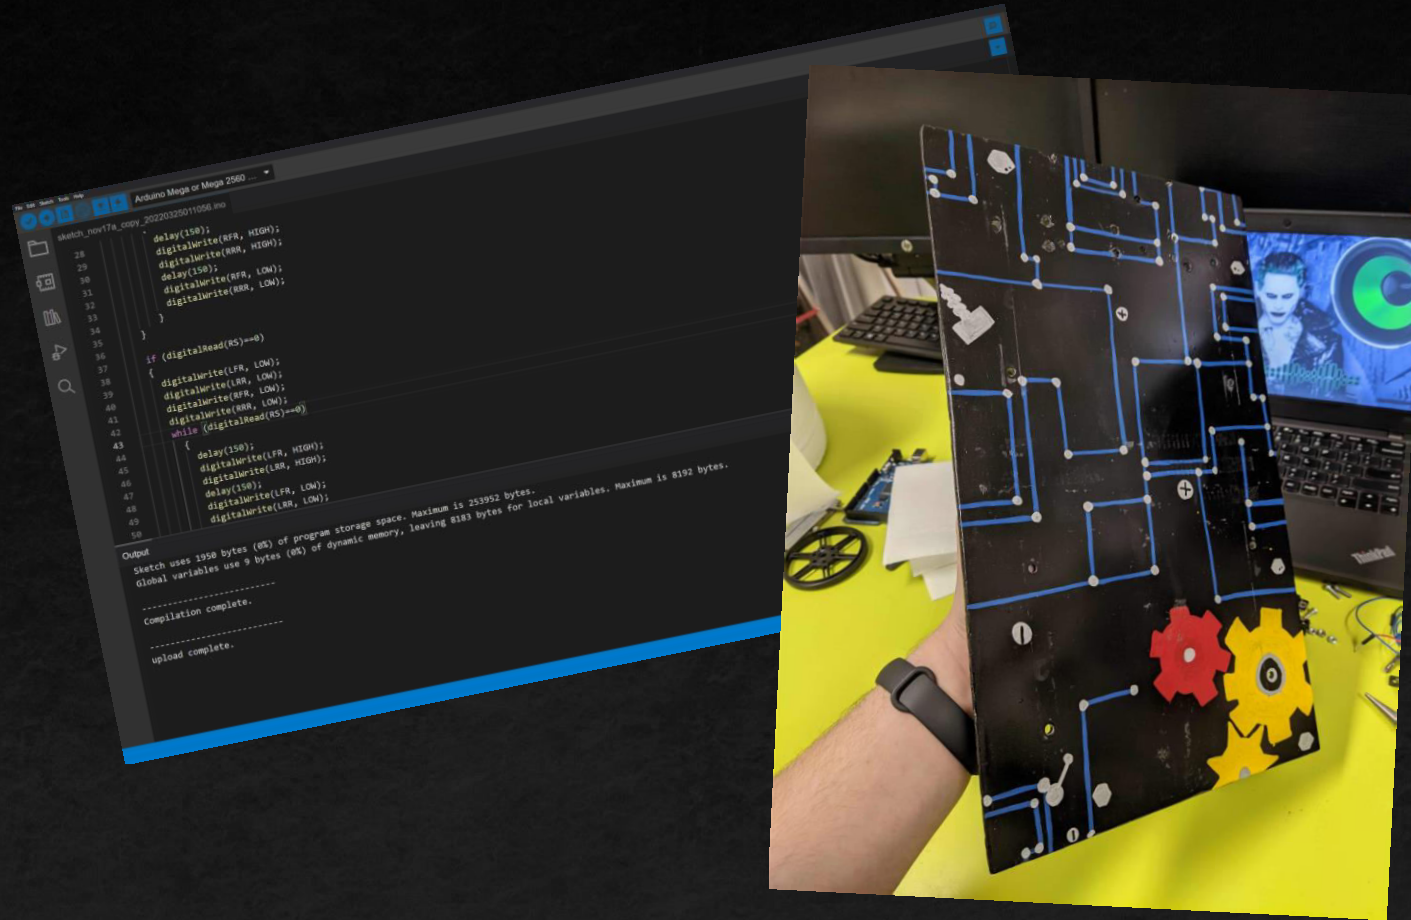 File Edit Sketch Tools Help
Arduino Mega or Mega 2560 ...
sketch_nov17a_copy_20220325011056.ino
28 delay(150);
29 digitalWrite(RFR, HIGH);
30 digitalWrite(RRR, HIGH);
31 delay(150);
32 digitalWrite(RFR, LOW);
33 digitalWrite(RRR, LOW);
34 }
35 }
36 if (digitalRead(RS)==0)
37 {
38 digitalWrite(LFR, LOW);
39 digitalWrite(LRR, LOW);
40 digitalWrite(RFR, LOW);
41 digitalWrite(RRR, LOW);
42 while (digitalRead(RS)==0)
43 {
44 delay(150);
45 digitalWrite(LFR, HIGH);
46 digitalWrite(LRR, HIGH);
47 delay(150);
48 digitalWrite(LFR, LOW);
49 digitalWrite(LRR, LOW);
50
Output
Sketch uses 1950 bytes (0%) of program storage space. Maximum is 253952 bytes.
Global variables use 9 bytes (0%) of dynamic memory, leaving 8183 bytes for local variables. Maximum is 8192 bytes.
------------------------
Compilation complete.
------------------------
upload complete.
ThinkPad